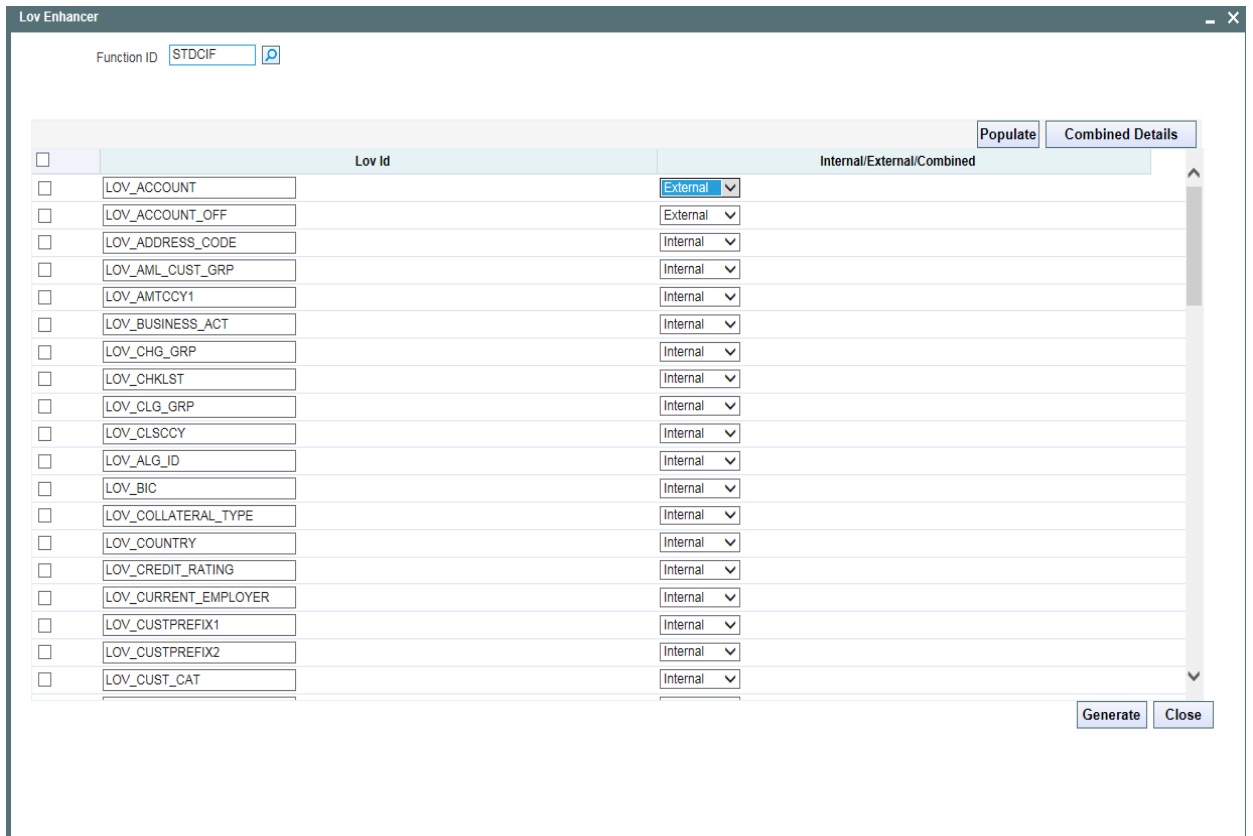 Lov Enhancer
Function ID STDCIF
Populate Combined Details
Lov Id Internal/External/Combined
LOV_ACCOUNT External
LOV_ACCOUNT_OFF External
LOV_ADDRESS_CODE Internal
LOV_AML_CUST_GRP Internal
LOV_AMTCCY1 Internal
LOV_BUSINESS_ACT Internal
LOV_CHG_GRP Internal
LOV_CHKLST Internal
LOV_CLG_GRP Internal
LOV_CLSCCY Internal
LOV_ALG_ID Internal
LOV_BIC Internal
LOV_COLLATERAL_TYPE Internal
LOV_COUNTRY Internal
LOV_CREDIT_RATING Internal
LOV_CURRENT_EMPLOYER Internal
LOV_CUSTPREFIX1 Internal
LOV_CUSTPREFIX2 Internal
LOV_CUST_CAT Internal
Generate Close